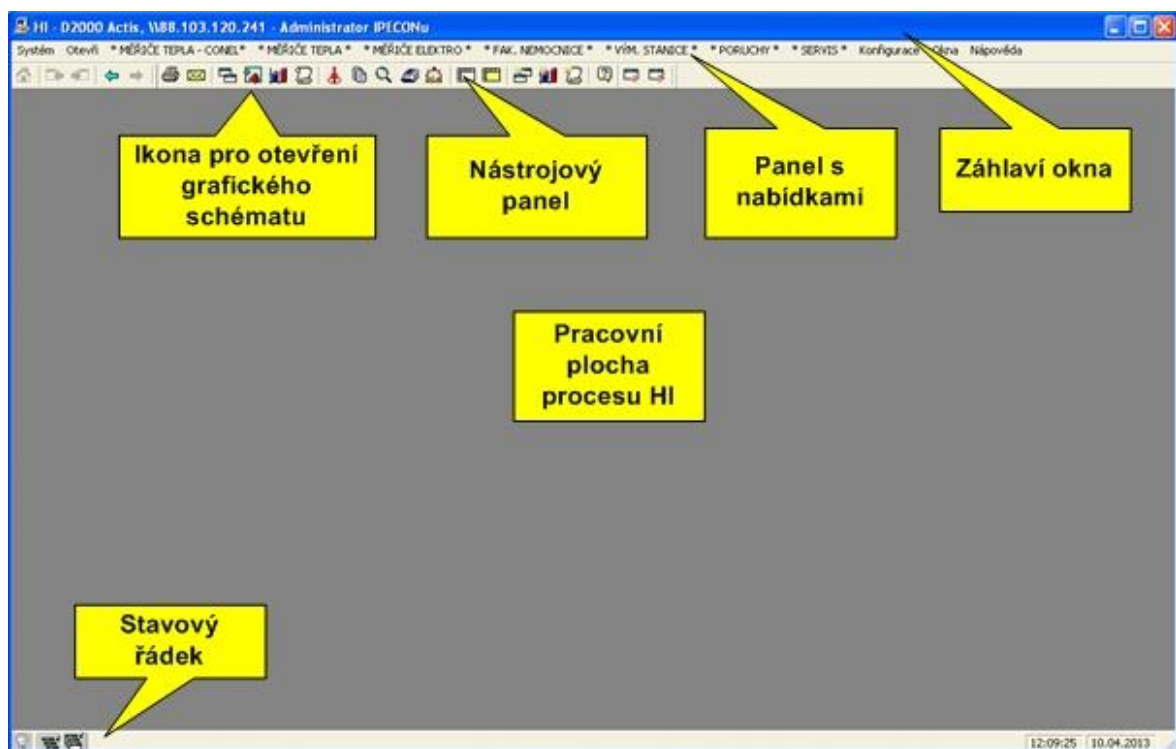 HI - D2000 Actis, \\88.103.120.241 - Administrator IPECONu
Systém Otevři * MĚŘIČE TEPLA - CONEL* * MĚŘIČE TEPLA * * MĚŘIČE ELEKTRO * * FAK. NEMOCNICE * * VÝM. STANICE * * PORUCHY * * SERVIS * Konfigurace Okna Nápověda
Ikona pro otevření
grafického
schématu
Nástrojový
panel
Panel s
nabídkami
Záhlaví okna
Pracovní
plocha
procesu HI
Stavový
řádek
12:09:25 10.04.2013